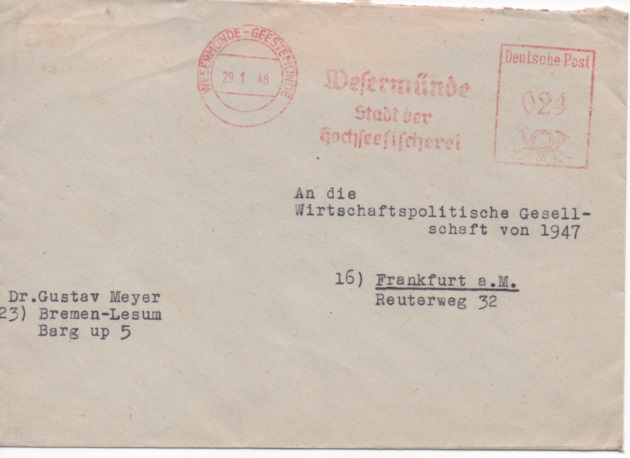 WESERMÜNDE-GEESTEMÜNDE
29 1 48
Wesermünde
Stadt der
Hochseefischerei
Deutsche Post
024
An die
Wirtschaftspolitische Gesell-
schaft von 1947
16) Frankfurt a.M.
Reuterweg 32
Dr.Gustav Meyer
23) Bremen-Lesum
Barg up 5